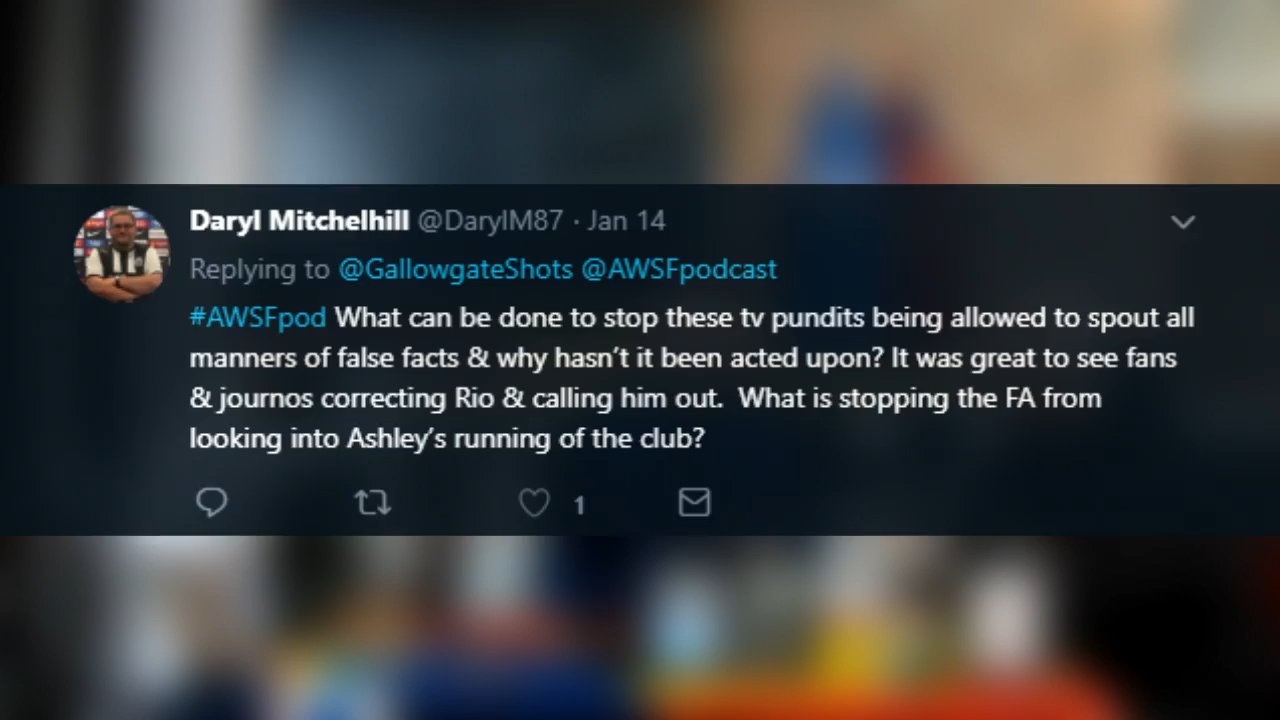 Daryl Mitchelhill @DarylM87 · Jan 14
Replying to @GallowgateShots @AWSFpodcast
#AWSFpod What can be done to stop these tv pundits being allowed to spout all
manners of false facts & why hasn't it been acted upon? It was great to see fans
& journos correcting Rio & calling him out.  What is stopping the FA from
looking into Ashley's running of the club?
1